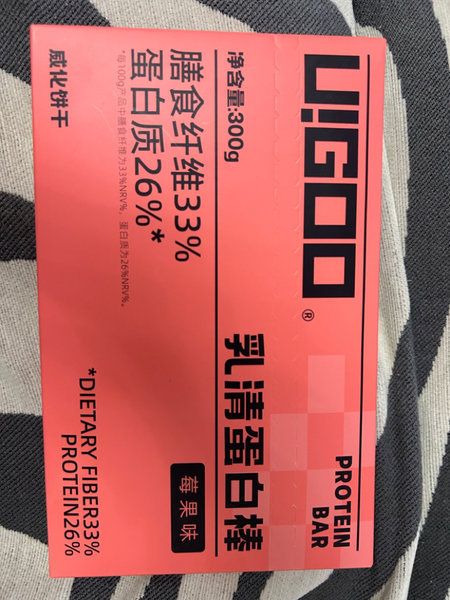 UIGOO®
PROTEIN
BAR
净含量:300g
乳清蛋白棒
膳食纤维33%
蛋白质26%*
*每100g产品中膳食纤维为33%NRV%，蛋白质为26%NRV%。
莓果味
威化饼干
*DIETARY FIBER33%
PROTEIN26%